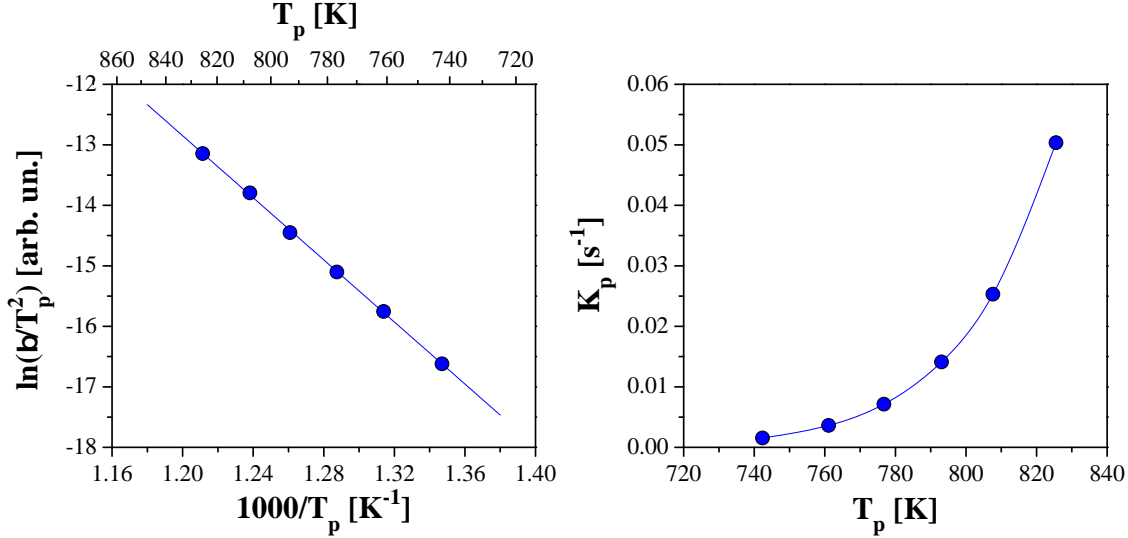 T_p [K]
860 840 820 800 780 760 740 720
-12
-13
-14
-15
-16
-17
-18
ln(b/T_p^2) [arb. un.]
1.16 1.20 1.24 1.28 1.32 1.36 1.40
1000/T_p [K^-1]
0.06
0.05
0.04
0.03
0.02
0.01
0.00
K_p [s^-1]
720 740 760 780 800 820 840
T_p [K]